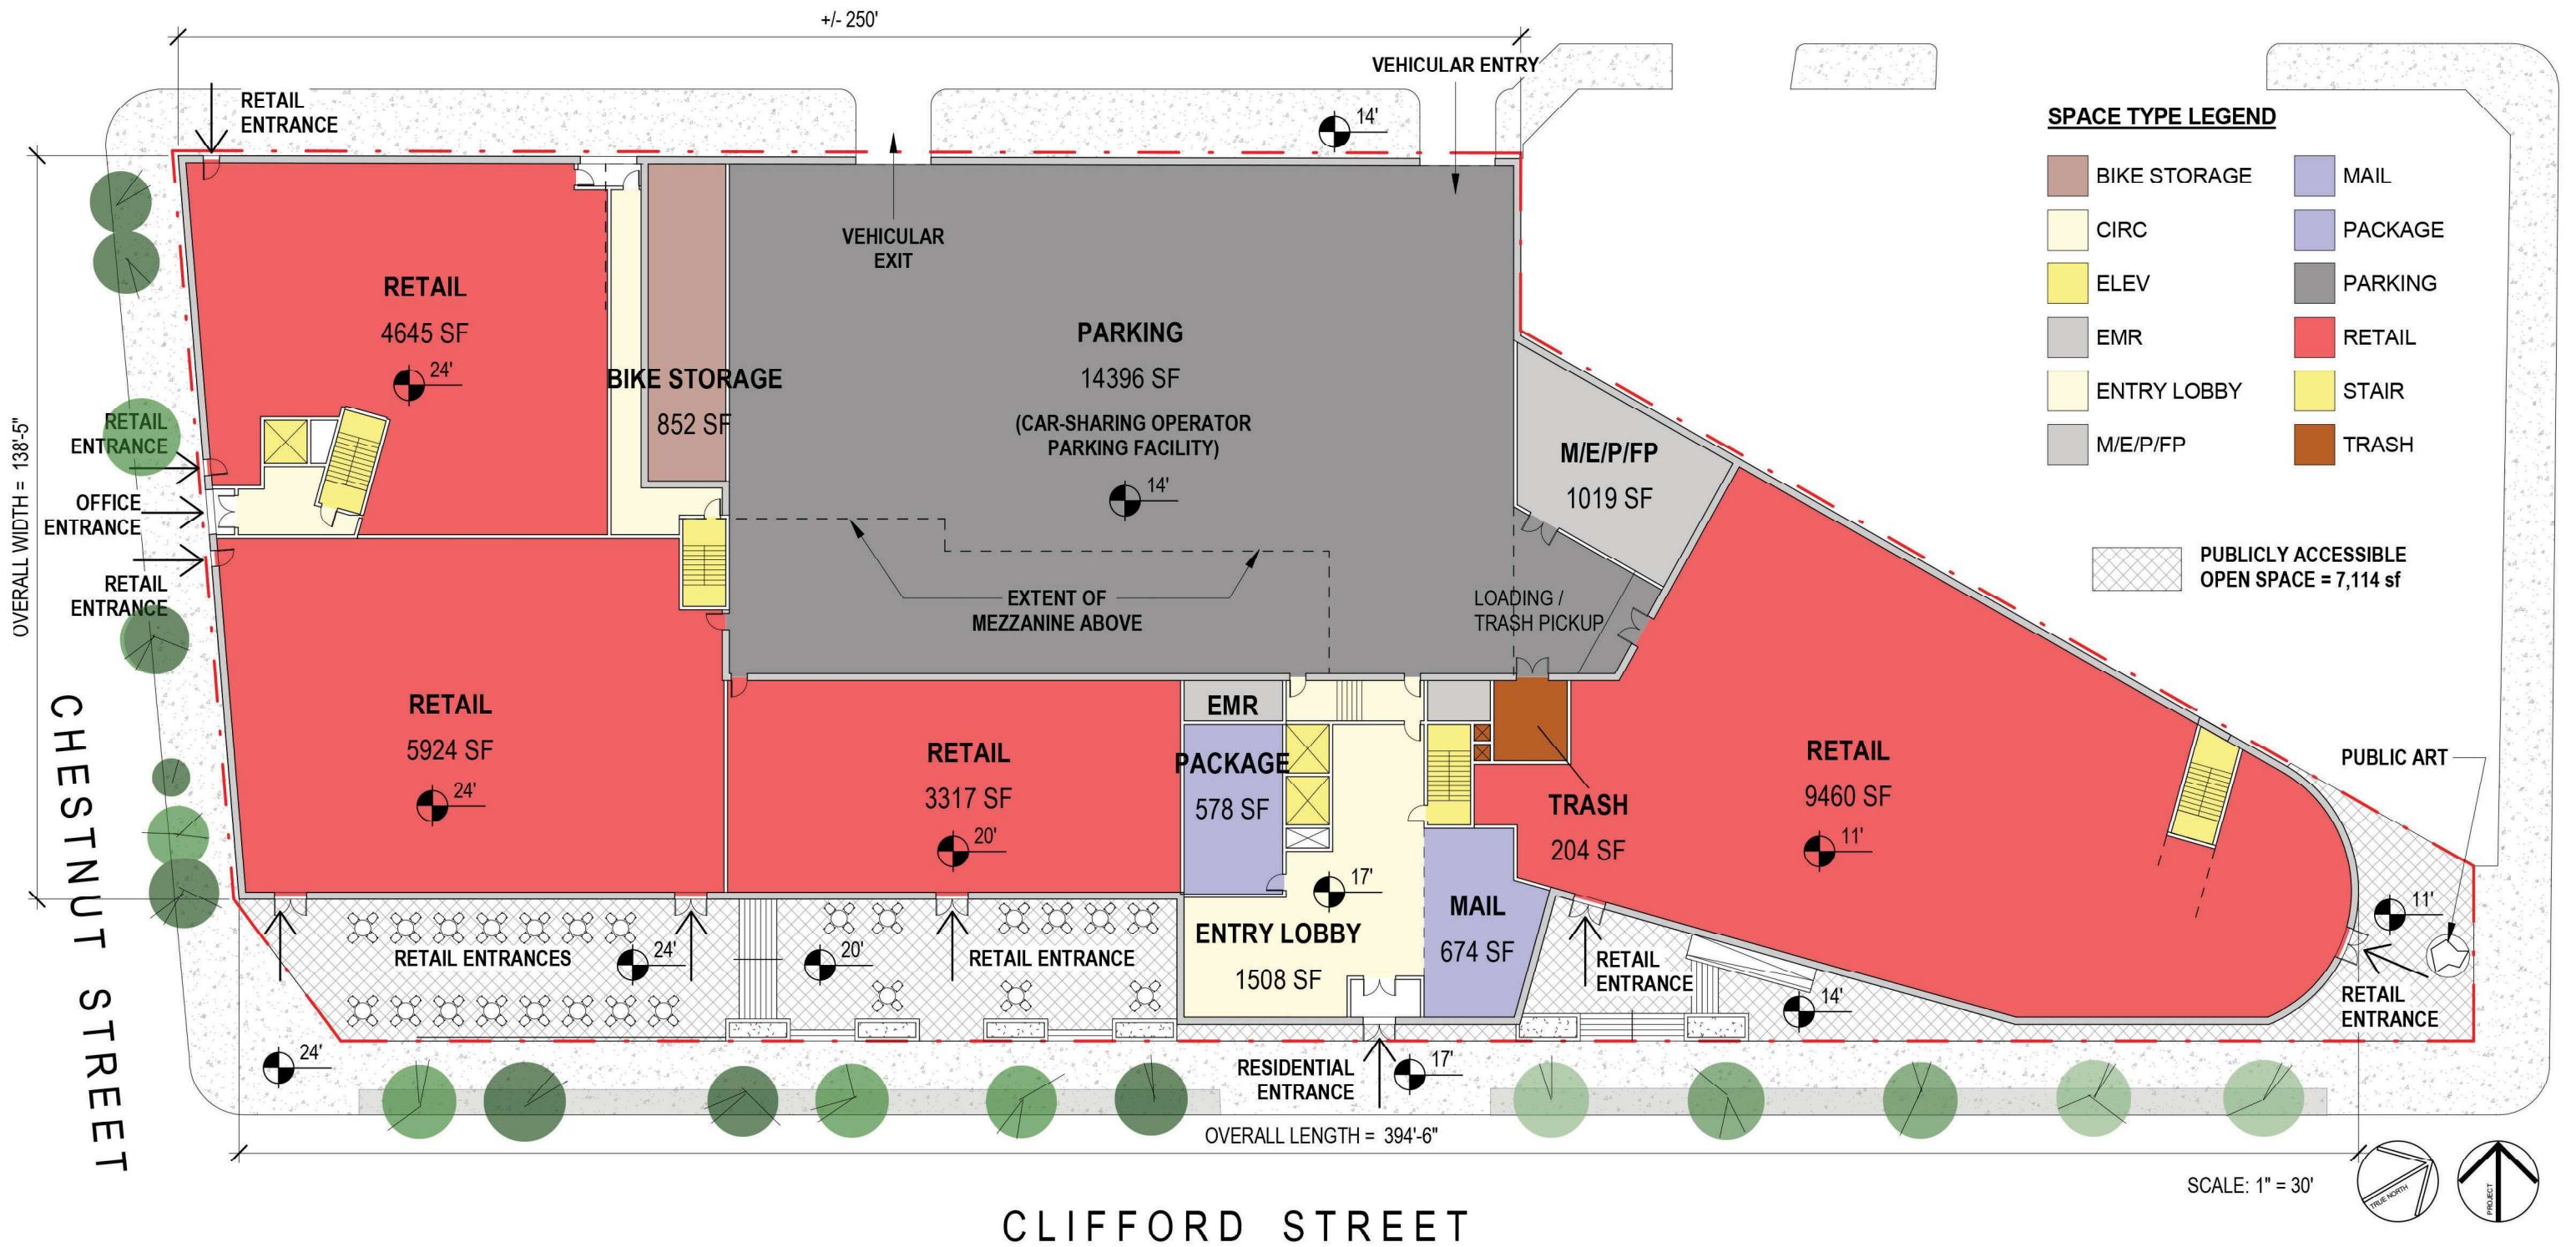 +/- 250'
VEHICULAR ENTRY
RETAIL
ENTRANCE
14'
SPACE TYPE LEGEND
BIKE STORAGE
MAIL
CIRC
PACKAGE
ELEV
PARKING
EMR
RETAIL
ENTRY LOBBY
STAIR
M/E/P/FP
TRASH
PUBLICLY ACCESSIBLE
OPEN SPACE = 7,114 sf
VEHICULAR
EXIT
RETAIL
4645 SF
24'
BIKE STORAGE
852 SF
PARKING
14396 SF
(CAR-SHARING OPERATOR
PARKING FACILITY)
14'
M/E/P/FP
1019 SF
OVERALL WIDTH = 138'-5"
RETAIL
ENTRANCE
OFFICE
ENTRANCE
RETAIL
ENTRANCE
EXTENT OF
MEZZANINE ABOVE
LOADING /
TRASH PICKUP
RETAIL
5924 SF
24'
RETAIL
3317 SF
20'
EMR
PACKAGE
578 SF
17'
ENTRY LOBBY
1508 SF
MAIL
674 SF
TRASH
204 SF
RETAIL
9460 SF
11'
PUBLIC ART
11'
RETAIL ENTRANCES
24'
20'
RETAIL ENTRANCE
RETAIL
ENTRANCE
14'
RETAIL
ENTRANCE
24'
RESIDENTIAL
ENTRANCE
17'
OVERALL LENGTH = 394'-6"
CHESTNUT STREET
CLIFFORD STREET
SCALE: 1" = 30'
TRUE NORTH
PROJECT